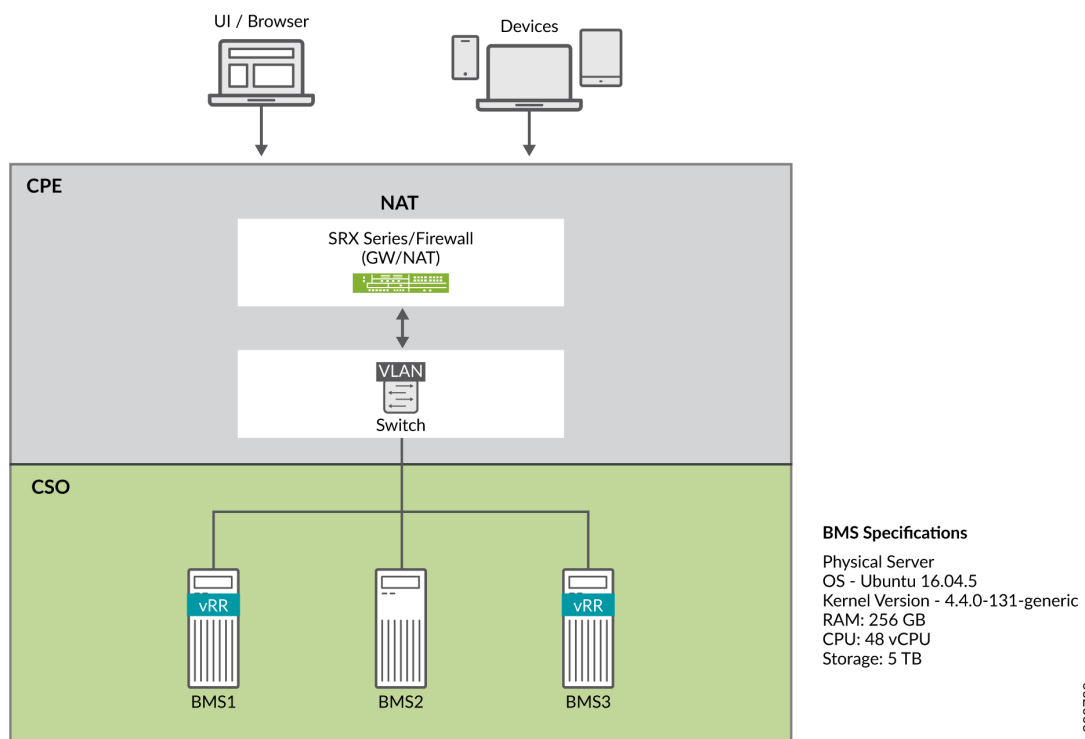 UI / Browser
Devices
CPE
NAT
SRX Series/Firewall
(GW/NAT)
VLAN
Switch
CSO
vRR
vRR
BMS1
BMS2
BMS3
BMS Specifications
Physical Server
OS - Ubuntu 16.04.5
Kernel Version - 4.4.0-131-generic
RAM: 256 GB
CPU: 48 vCPU
Storage: 5 TB